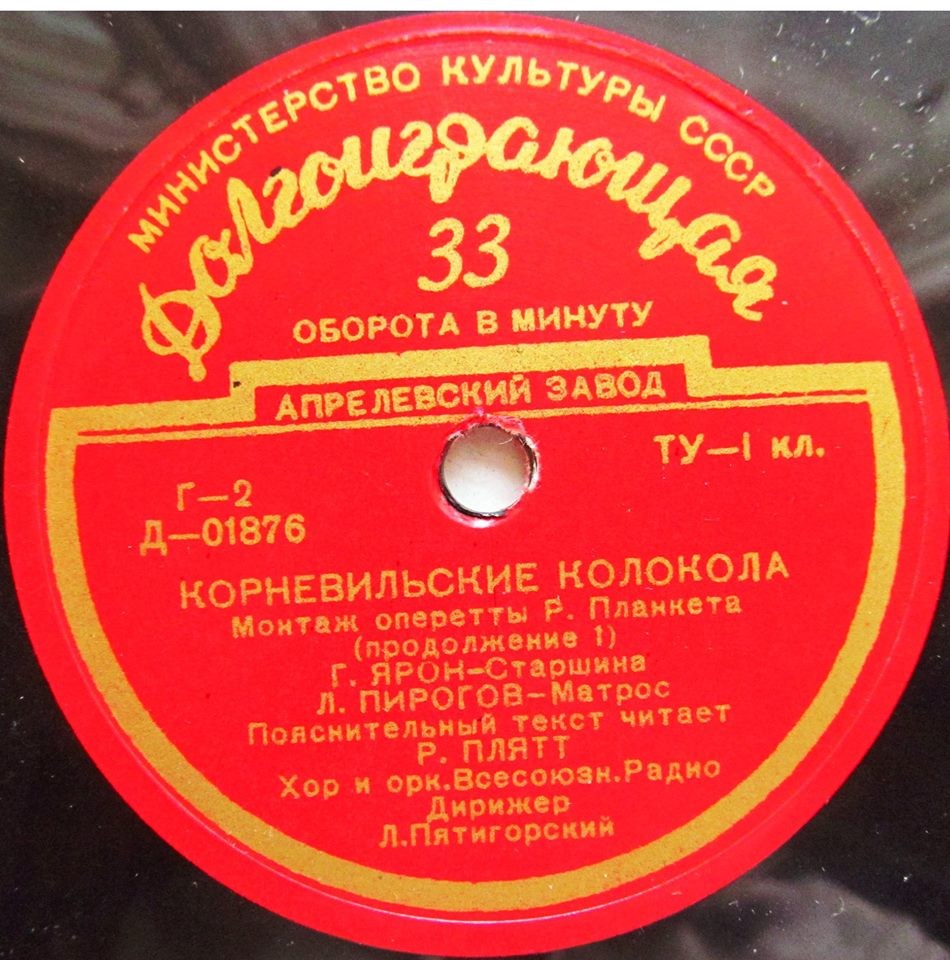 МИНИСТЕРСТВО КУЛЬТУРЫ СССР
Долгоиграющая
33
ОБОРОТА В МИНУТУ
АПРЕЛЕВСКИЙ ЗАВОД
ТУ—I кл.
Г—2
Д—01876
КОРНЕВИЛЬСКИЕ КОЛОКОЛА
Монтаж оперетты Р. Планкета
(продолжение 1)
Г. ЯРОН–Старшина
Л. ПИРОГОВ–Матрос
Пояснительный текст читает
Р. ПЛЯТТ
Хор и орк.Всесоюзн.Радио
Дирижер
Л.Пятигорский